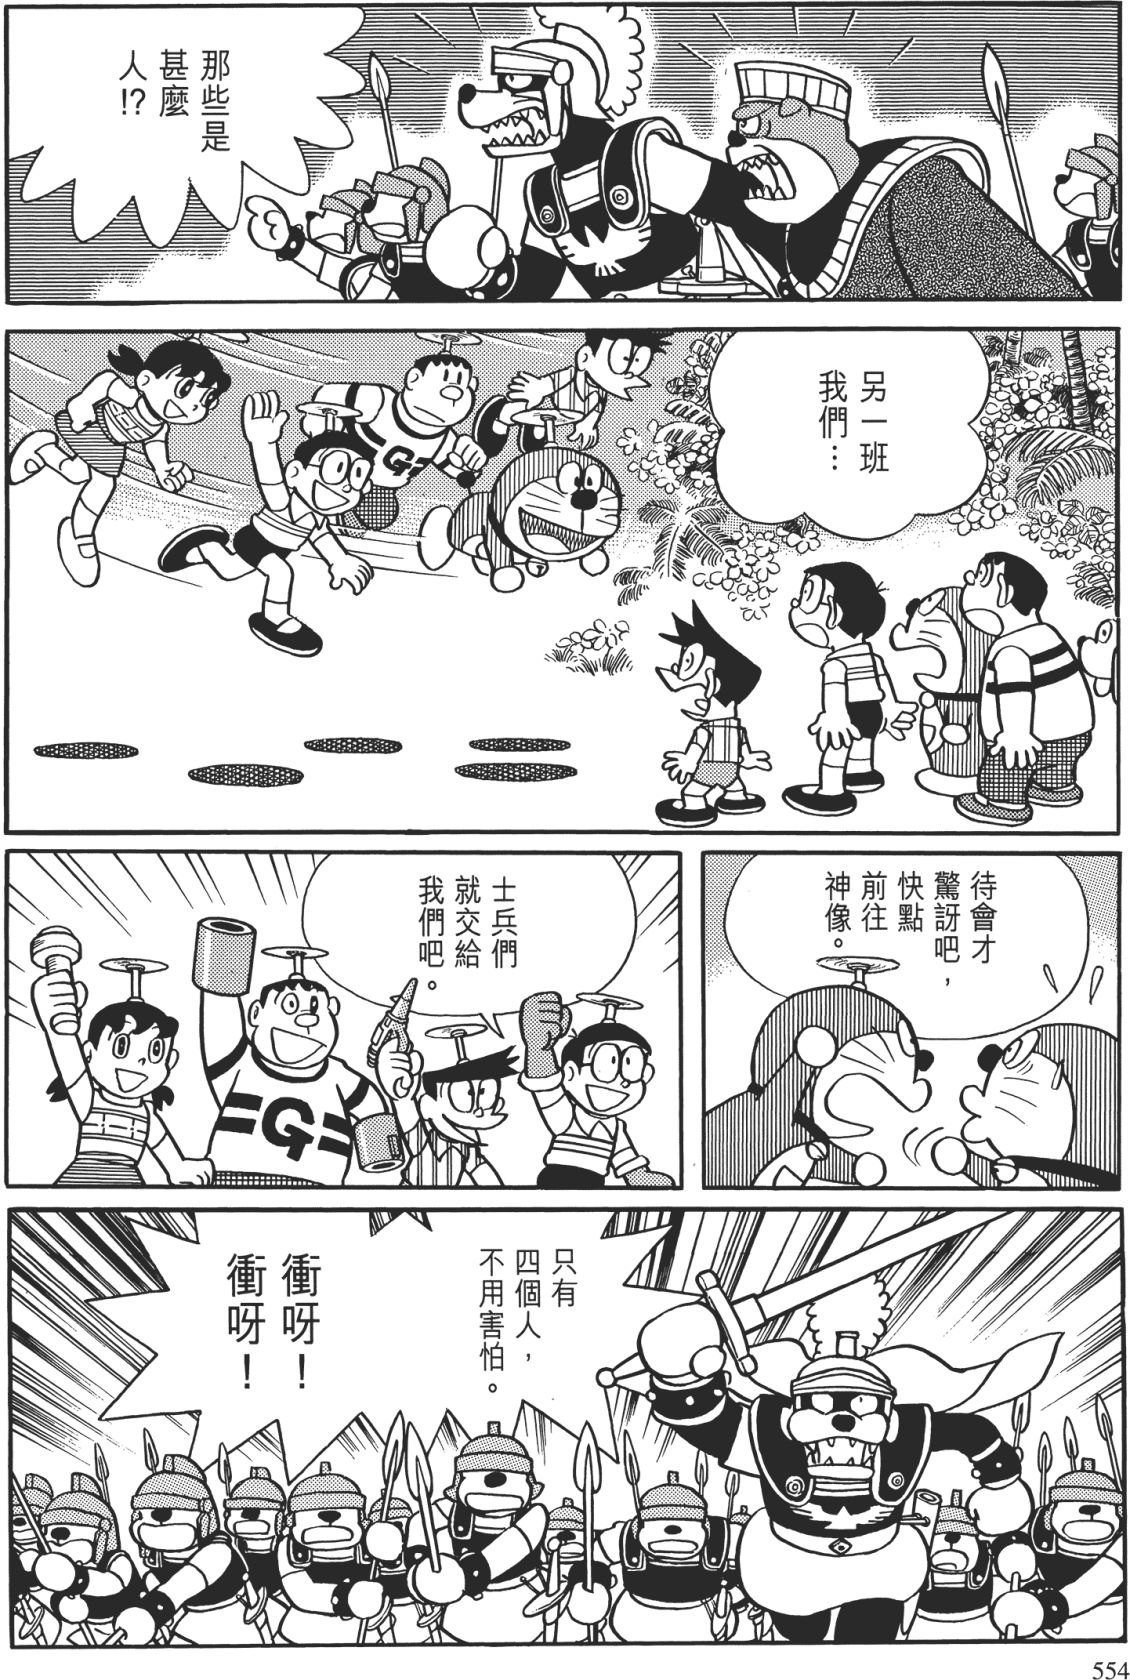 那些是
甚麼
人!?
另一班
我們…
待會才
驚訝吧，
快點
前往
神像。
士兵們
就交給
我們吧。
只有
四個人，
不用害怕。
衝呀！
衝呀！
G
G
554